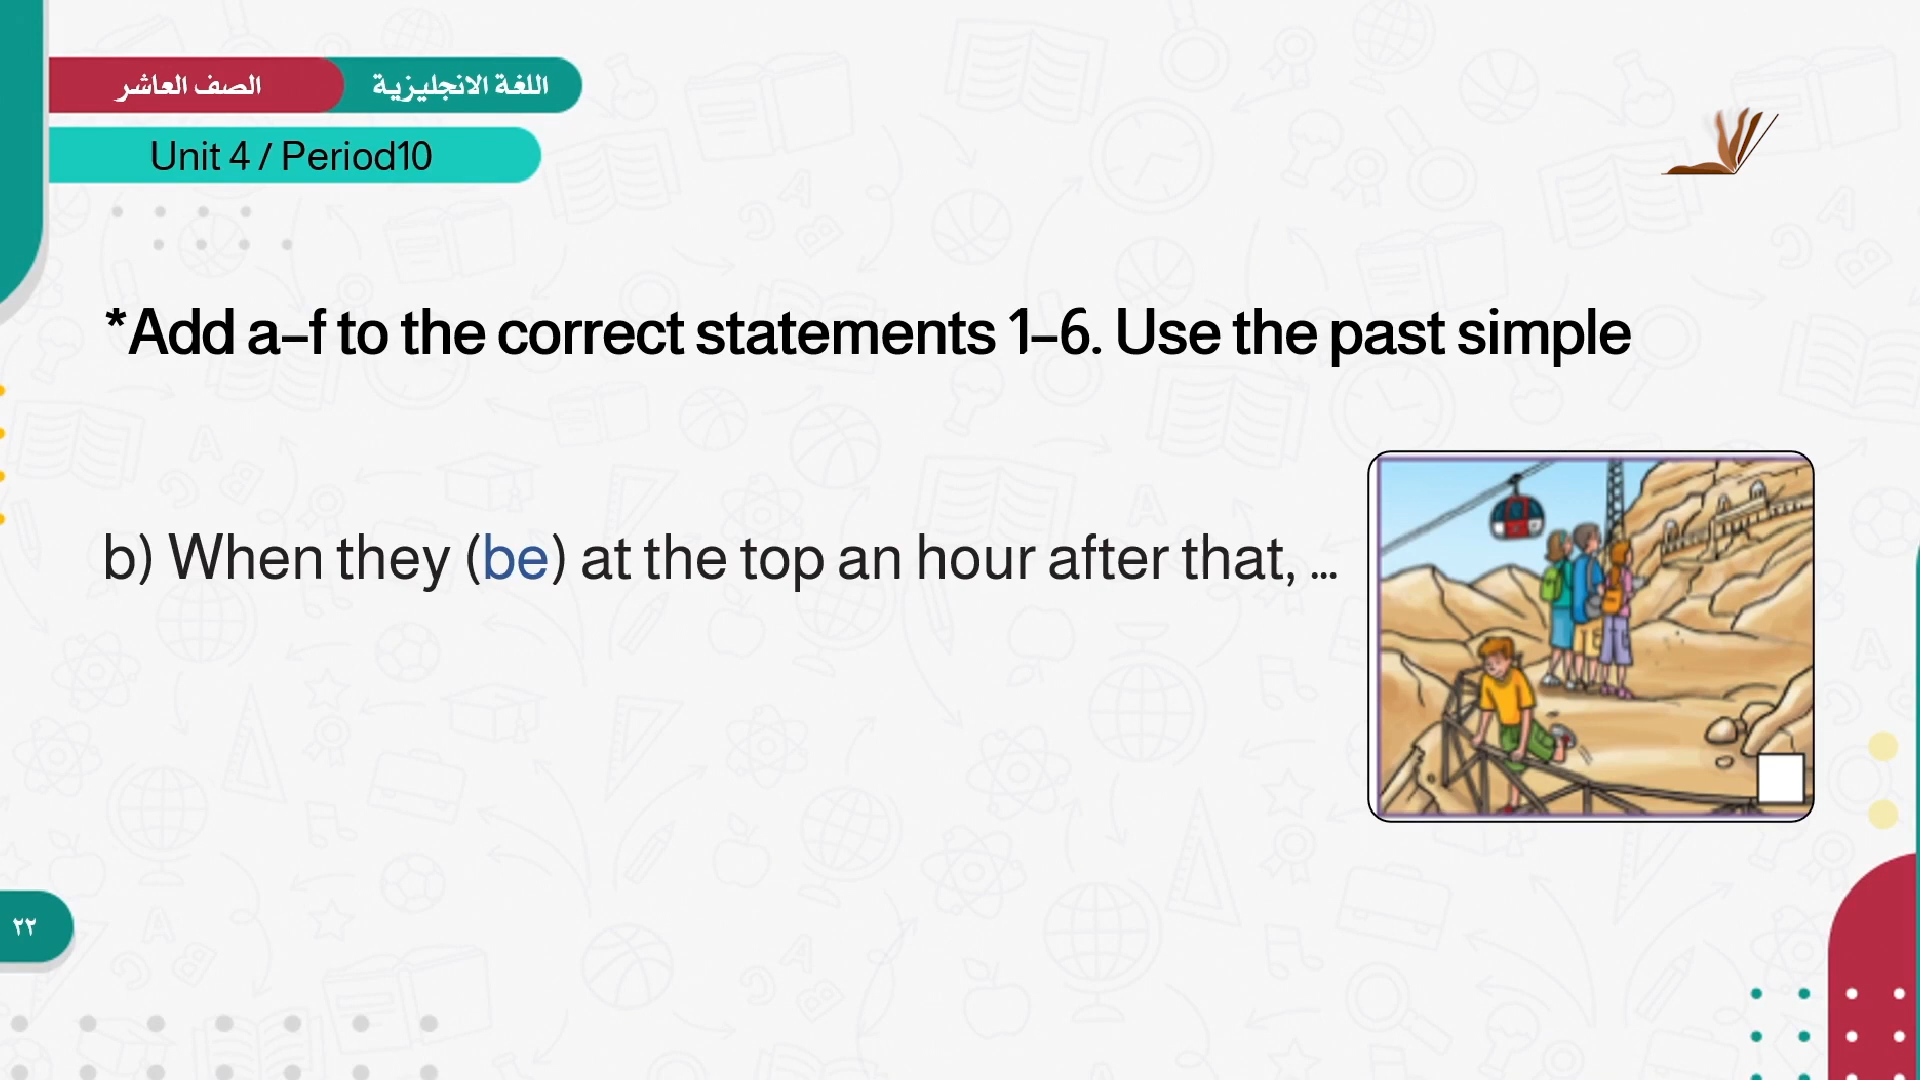 الصف العاشر
اللغة الانجليزية
Unit 4 / Period10
*Add a–f to the correct statements 1–6. Use the past simple
b) When they (be) at the top an hour after that, ...
٢٢